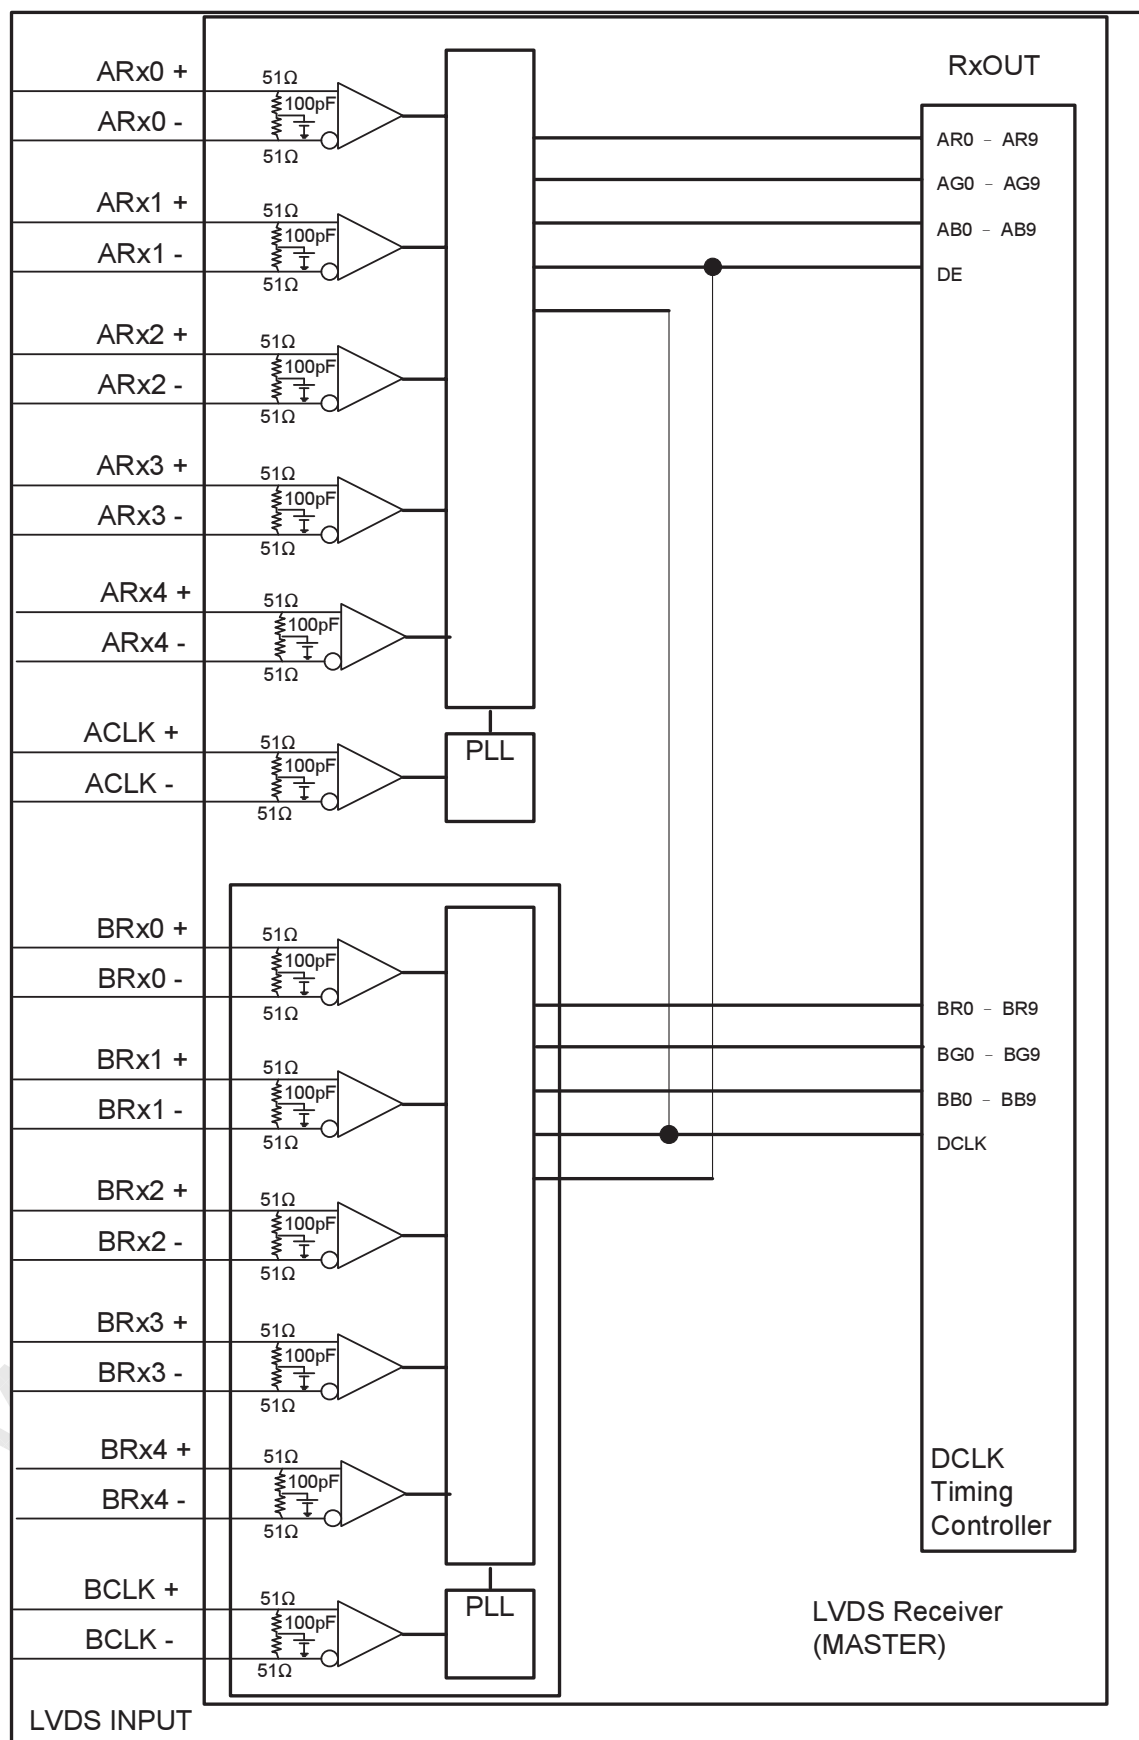 RxOUT
ARx0 +
51Ω
100pF
ARx0 -
51Ω
AR0 – AR9
AG0 – AG9
ARx1 +
51Ω
100pF
AB0 – AB9
ARx1 -
51Ω
DE
ARx2 +
51Ω
100pF
ARx2 -
51Ω
ARx3 +
51Ω
100pF
ARx3 -
51Ω
ARx4 +
51Ω
100pF
ARx4 -
51Ω
ACLK +
51Ω
100pF
PLL
ACLK -
51Ω
BRx0 +
51Ω
100pF
BRx0 -
51Ω
BR0 – BR9
BG0 – BG9
BRx1 +
51Ω
100pF
BB0 – BB9
BRx1 -
51Ω
DCLK
BRx2 +
51Ω
100pF
BRx2 -
51Ω
BRx3 +
51Ω
100pF
BRx3 -
51Ω
BRx4 +
51Ω
100pF
BRx4 -
51Ω
DCLK
Timing
Controller
BCLK +
51Ω
100pF
PLL
BCLK -
51Ω
LVDS Receiver
(MASTER)
LVDS INPUT